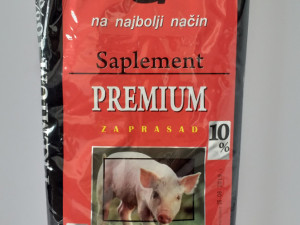 na najbolji način
Saplement
PREMIUM
ZA PRASAD
10
%